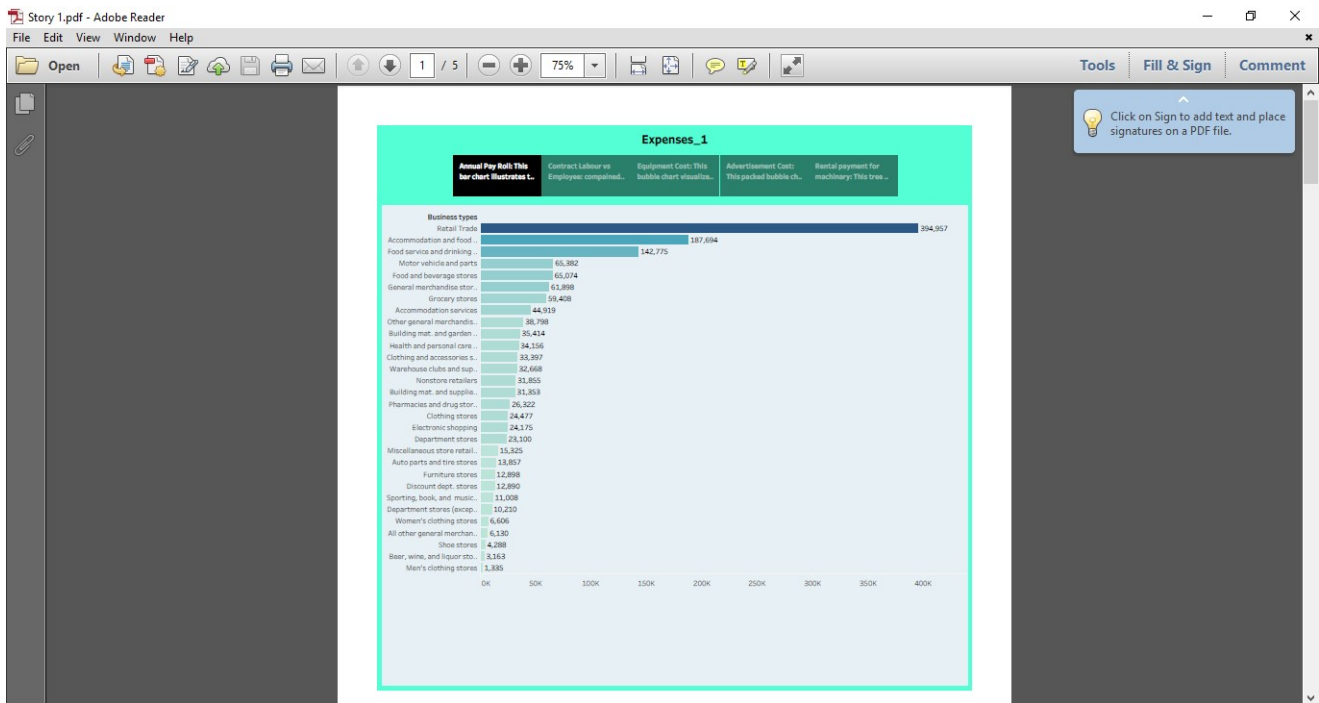 Story 1.pdf - Adobe Reader
File Edit View Window Help
Open 1 / 5 75% Tools Fill & Sign Comment
Click on Sign to add text and place
signatures on a PDF file.
Expenses_1
Annual Pay Roll: This
bar chart illustrates t..
Contract Labour vs
Employee: compained..
Equipment Cost: This
bubble chart visualize..
Advertisement Cost:
This packed bubble ch..
Rental payment for
machinary: This tree ..
Business types
Retail Trade 394,957
Accommodation and food .. 187,694
Food service and drinking .. 142,775
Motor vehicle and parts 65,382
Food and beverage stores 65,074
General merchandise stor.. 61,898
Grocery stores 59,408
Accommodation services 44,919
Other general merchandis.. 38,798
Building mat. and garden .. 35,414
Health and personal care .. 34,156
Clothing and accessories s.. 33,397
Warehouse clubs and sup.. 32,668
Nonstore retailers 31,855
Building mat. and supplie.. 31,353
Pharmacies and drug stor.. 26,322
Clothing stores 24,477
Electronic shopping 24,175
Department stores 23,100
Miscellaneous store retail.. 15,325
Auto parts and tire stores 13,857
Furniture stores 12,898
Discount dept. stores 12,890
Sporting, book, and music.. 11,008
Department stores (excep.. 10,210
Women's clothing stores 6,606
All other general merchan.. 6,130
Shoe stores 4,288
Beer, wine, and liquor sto.. 3,163
Men's clothing stores 1,335
0K 50K 100K 150K 200K 250K 300K 350K 400K